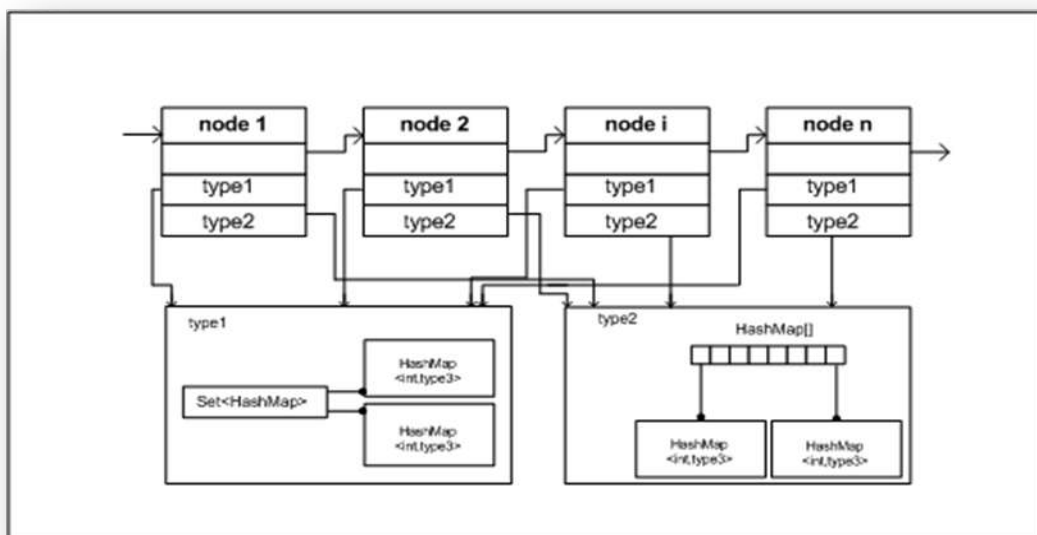 node 1
node 2
node i
node n
type1
type1
type1
type1
type2
type2
type2
type2
type1
HashMap
<int,type3>
Set<HashMap>
HashMap
<int,type3>
type2
HashMap[]
HashMap
<int,type3>
HashMap
<int,type3>